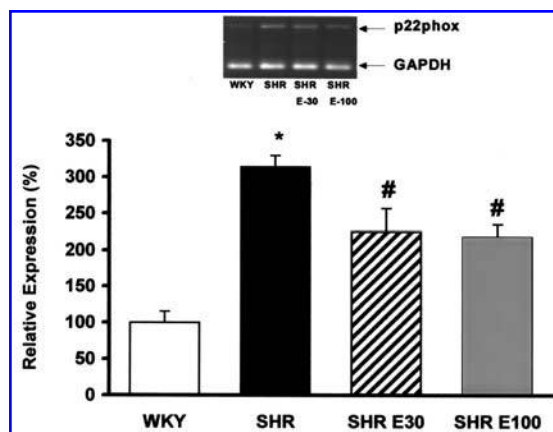 p22phox
GAPDH
WKY SHR SHR SHR
E-30 E-100
*
#
#
350
300
250
200
150
100
50
0
Relative Expression (%)
WKY SHR SHR E30 SHR E100